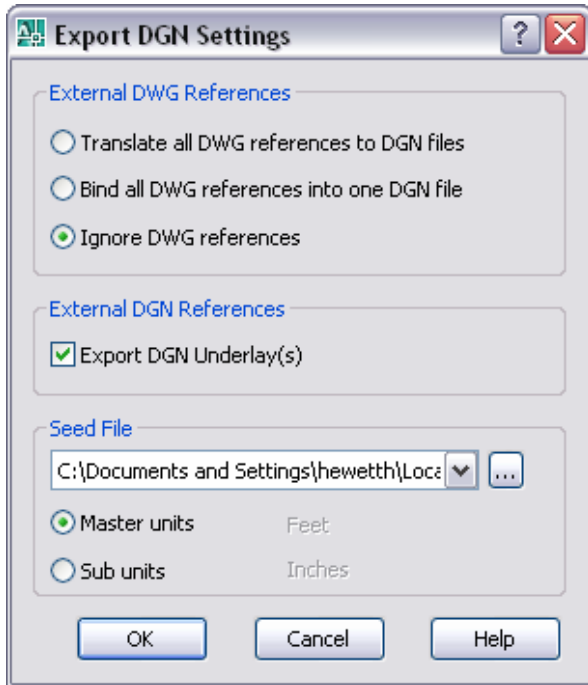 Export DGN Settings
External DWG References
Translate all DWG references to DGN files
Bind all DWG references into one DGN file
Ignore DWG references
External DGN References
Export DGN Underlay(s)
Seed File
C:\Documents and Settings\hewetth\Loca
...
Master units Feet
Sub units Inches
OK Cancel Help